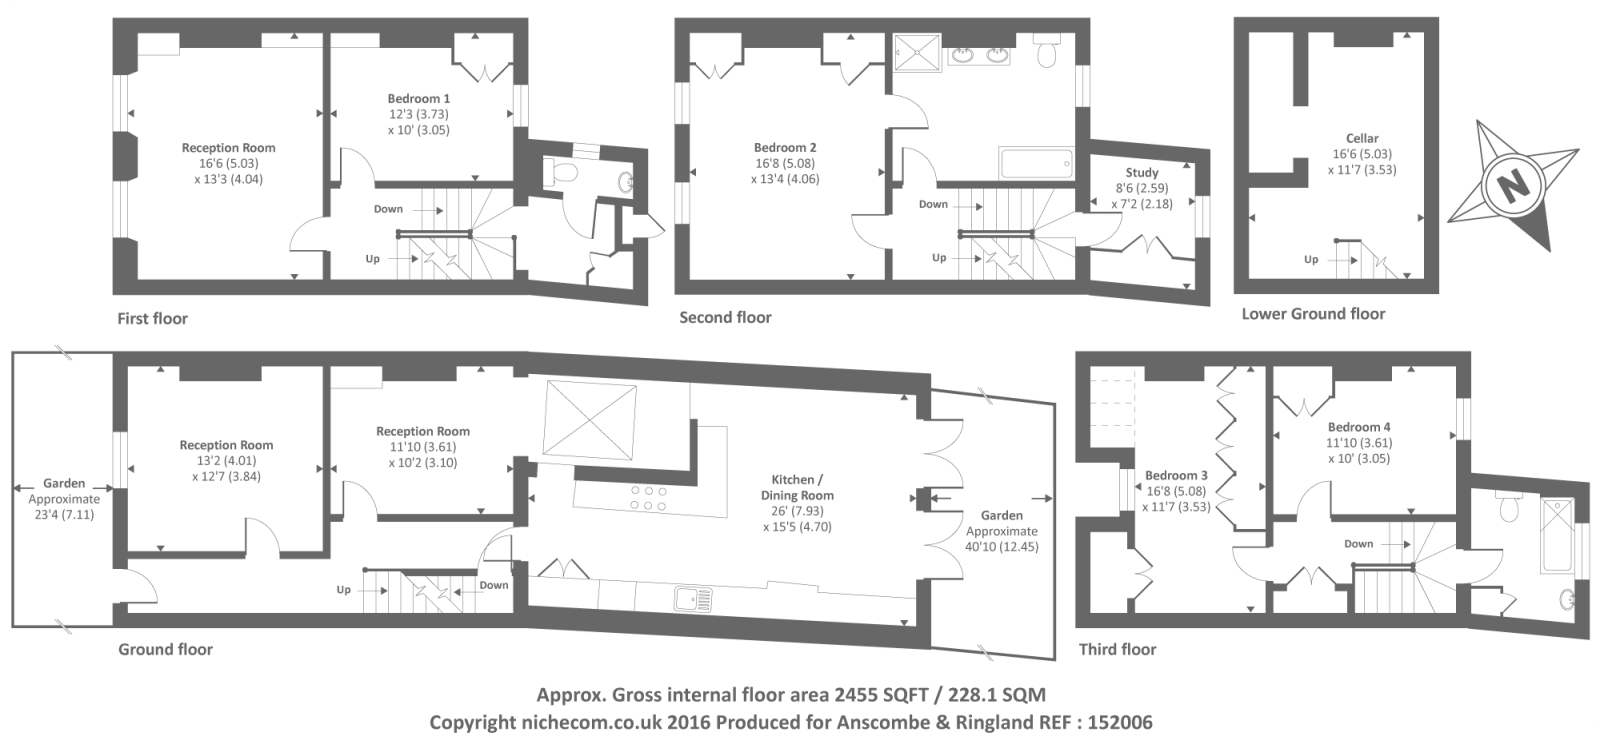 Reception Room
16'6 (5.03)
x 13'3 (4.04)
Bedroom 1
12'3 (3.73)
x 10' (3.05)
Down
Up
First floor
Bedroom 2
16'8 (5.08)
x 13'4 (4.06)
Down
Up
Study
8'6 (2.59)
x 7'2 (2.18)
Second floor
Cellar
16'6 (5.03)
x 11'7 (3.53)
Up
Lower Ground floor
N
Garden
Approximate
23'4 (7.11)
Reception Room
13'2 (4.01)
x 12'7 (3.84)
Reception Room
11'10 (3.61)
x 10'2 (3.10)
Up
Down
Kitchen /
Dining Room
26' (7.93)
x 15'5 (4.70)
Garden
Approximate
40'10 (12.45)
Ground floor
Bedroom 3
16'8 (5.08)
x 11'7 (3.53)
Bedroom 4
11'10 (3.61)
x 10' (3.05)
Down
Third floor
Approx. Gross internal floor area 2455 SQFT / 228.1 SQM
Copyright nichecom.co.uk 2016 Produced for Anscombe & Ringland REF : 152006